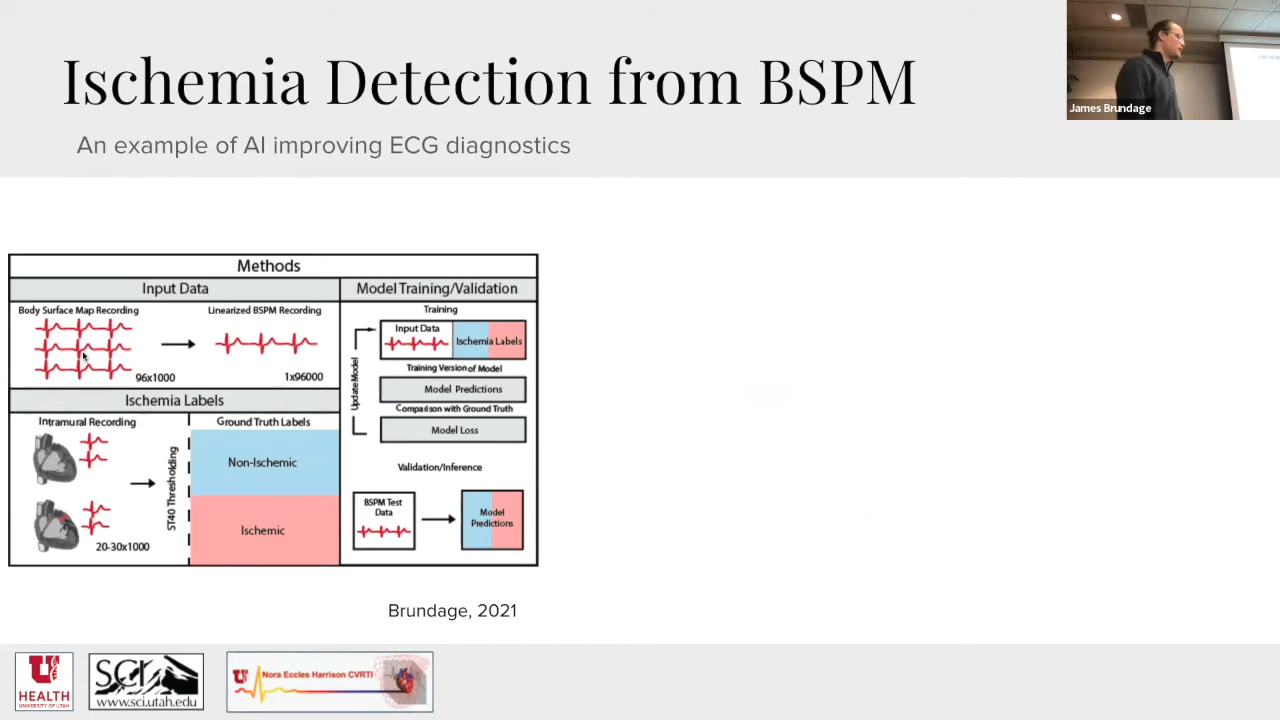 Ischemia Detection from BSPM
An example of AI improving ECG diagnostics
James Brundage
Methods
Input Data
Body Surface Map Recording
Linearized BSPM Recording
96x1000
1x96000
Ischemia Labels
Intramural Recording
20-30x1000
ST40 Thresholding
Ground Truth Labels
Non-Ischemic
Ischemic
Model Training/Validation
Training
Input Data
Ischemia Labels
Training Version of Model
Model Predictions
Comparison with Ground Truth
Model Loss
Update Model
Validation/Inference
BSPM Test
Data
Model
Predictions
Brundage, 2021
U
HEALTH
UNIVERSITY OF UTAH
SCI
www.sci.utah.edu
U
Nora Eccles Harrison CVRTI